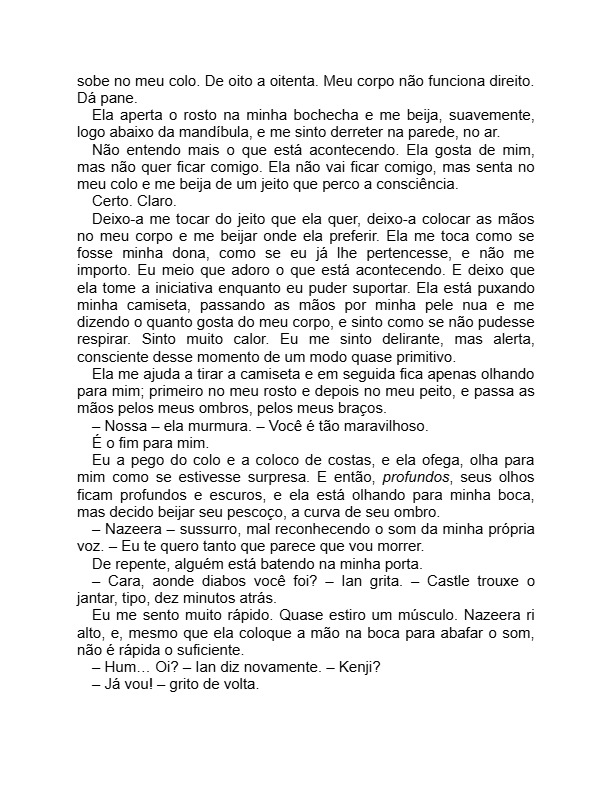 sobe no meu colo. De oito a oitenta. Meu corpo não funciona direito.
Dá pane.
Ela aperta o rosto na minha bochecha e me beija, suavemente,
logo abaixo da mandíbula, e me sinto derreter na parede, no ar.
Não entendo mais o que está acontecendo. Ela gosta de mim,
mas não quer ficar comigo. Ela não vai ficar comigo, mas senta no
meu colo e me beija de um jeito que perco a consciência.
Certo. Claro.
Deixo-a me tocar do jeito que ela quer, deixo-a colocar as mãos
no meu corpo e me beijar onde ela preferir. Ela me toca como se
fosse minha dona, como se eu já lhe pertencesse, e não me
importo. Eu meio que adoro o que está acontecendo. E deixo que
ela tome a iniciativa enquanto eu puder suportar. Ela está puxando
minha camiseta, passando as mãos por minha pele nua e me
dizendo o quanto gosta do meu corpo, e sinto como se não pudesse
respirar. Sinto muito calor. Eu me sinto delirante, mas alerta,
consciente desse momento de um modo quase primitivo.
Ela me ajuda a tirar a camiseta e em seguida fica apenas olhando
para mim; primeiro no meu rosto e depois no meu peito, e passa as
mãos pelos meus ombros, pelos meus braços.
– Nossa – ela murmura. – Você é tão maravilhoso.
É o fim para mim.
Eu a pego do colo e a coloco de costas, e ela ofega, olha para
mim como se estivesse surpresa. E então, profundos, seus olhos
ficam profundos e escuros, e ela está olhando para minha boca,
mas decido beijar seu pescoço, a curva de seu ombro.
– Nazeera – sussurro, mal reconhecendo o som da minha própria
voz. – Eu te quero tanto que parece que vou morrer.
De repente, alguém está batendo na minha porta.
– Cara, aonde diabos você foi? – Ian grita. – Castle trouxe o
jantar, tipo, dez minutos atrás.
Eu me sento muito rápido. Quase estiro um músculo. Nazeera ri
alto, e, mesmo que ela coloque a mão na boca para abafar o som,
não é rápida o suficiente.
– Hum… Oi? – Ian diz novamente. – Kenji?
– Já vou! – grito de volta.